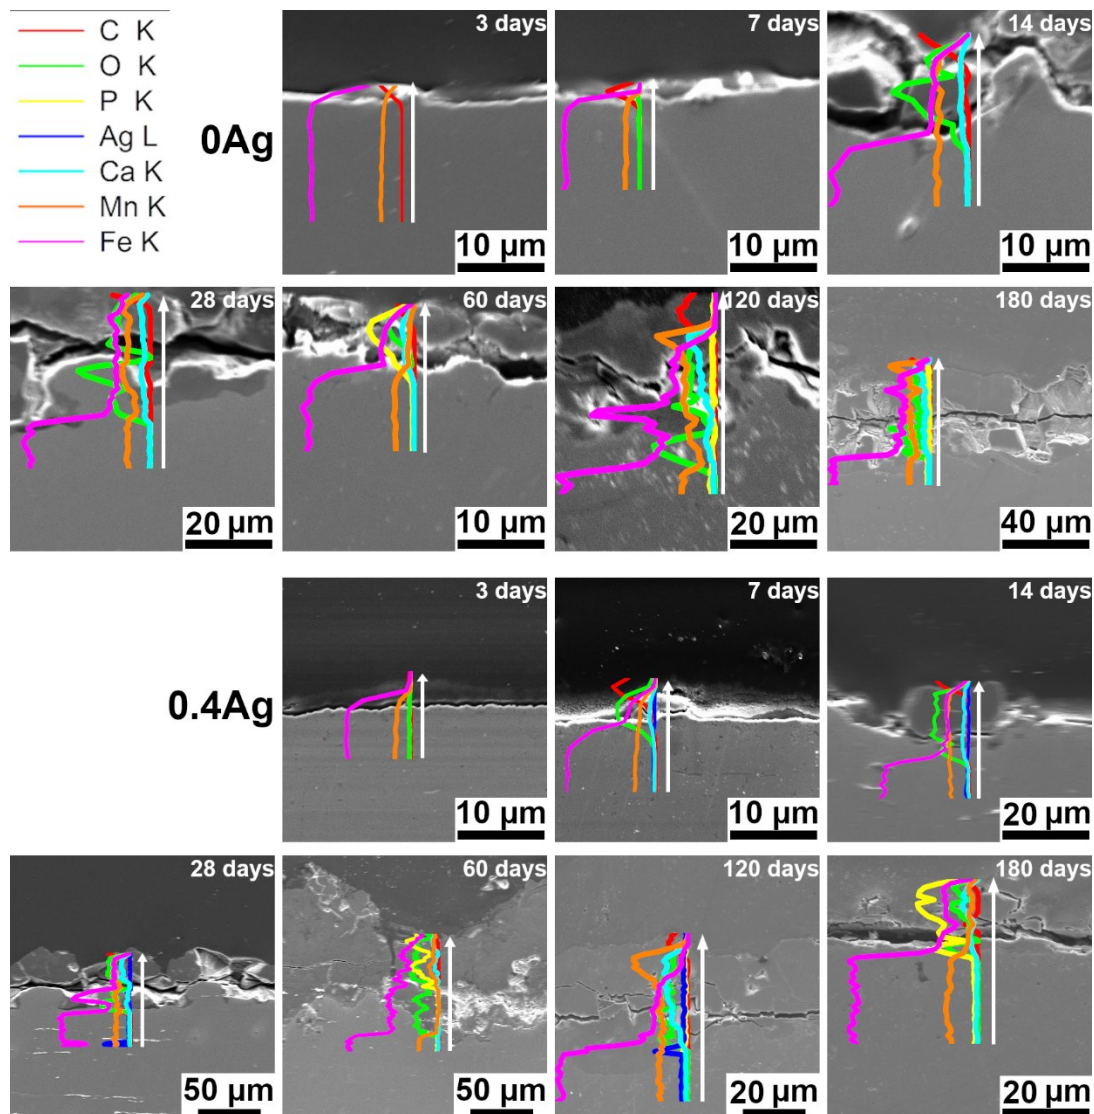 C K
O K
P K
Ag L
Ca K
Mn K
Fe K
0Ag
3 days
10 µm
7 days
10 µm
14 days
10 µm
28 days
20 µm
60 days
10 µm
120 days
20 µm
180 days
40 µm
0.4Ag
3 days
10 µm
7 days
10 µm
14 days
20 µm
28 days
50 µm
60 days
50 µm
120 days
20 µm
180 days
20 µm